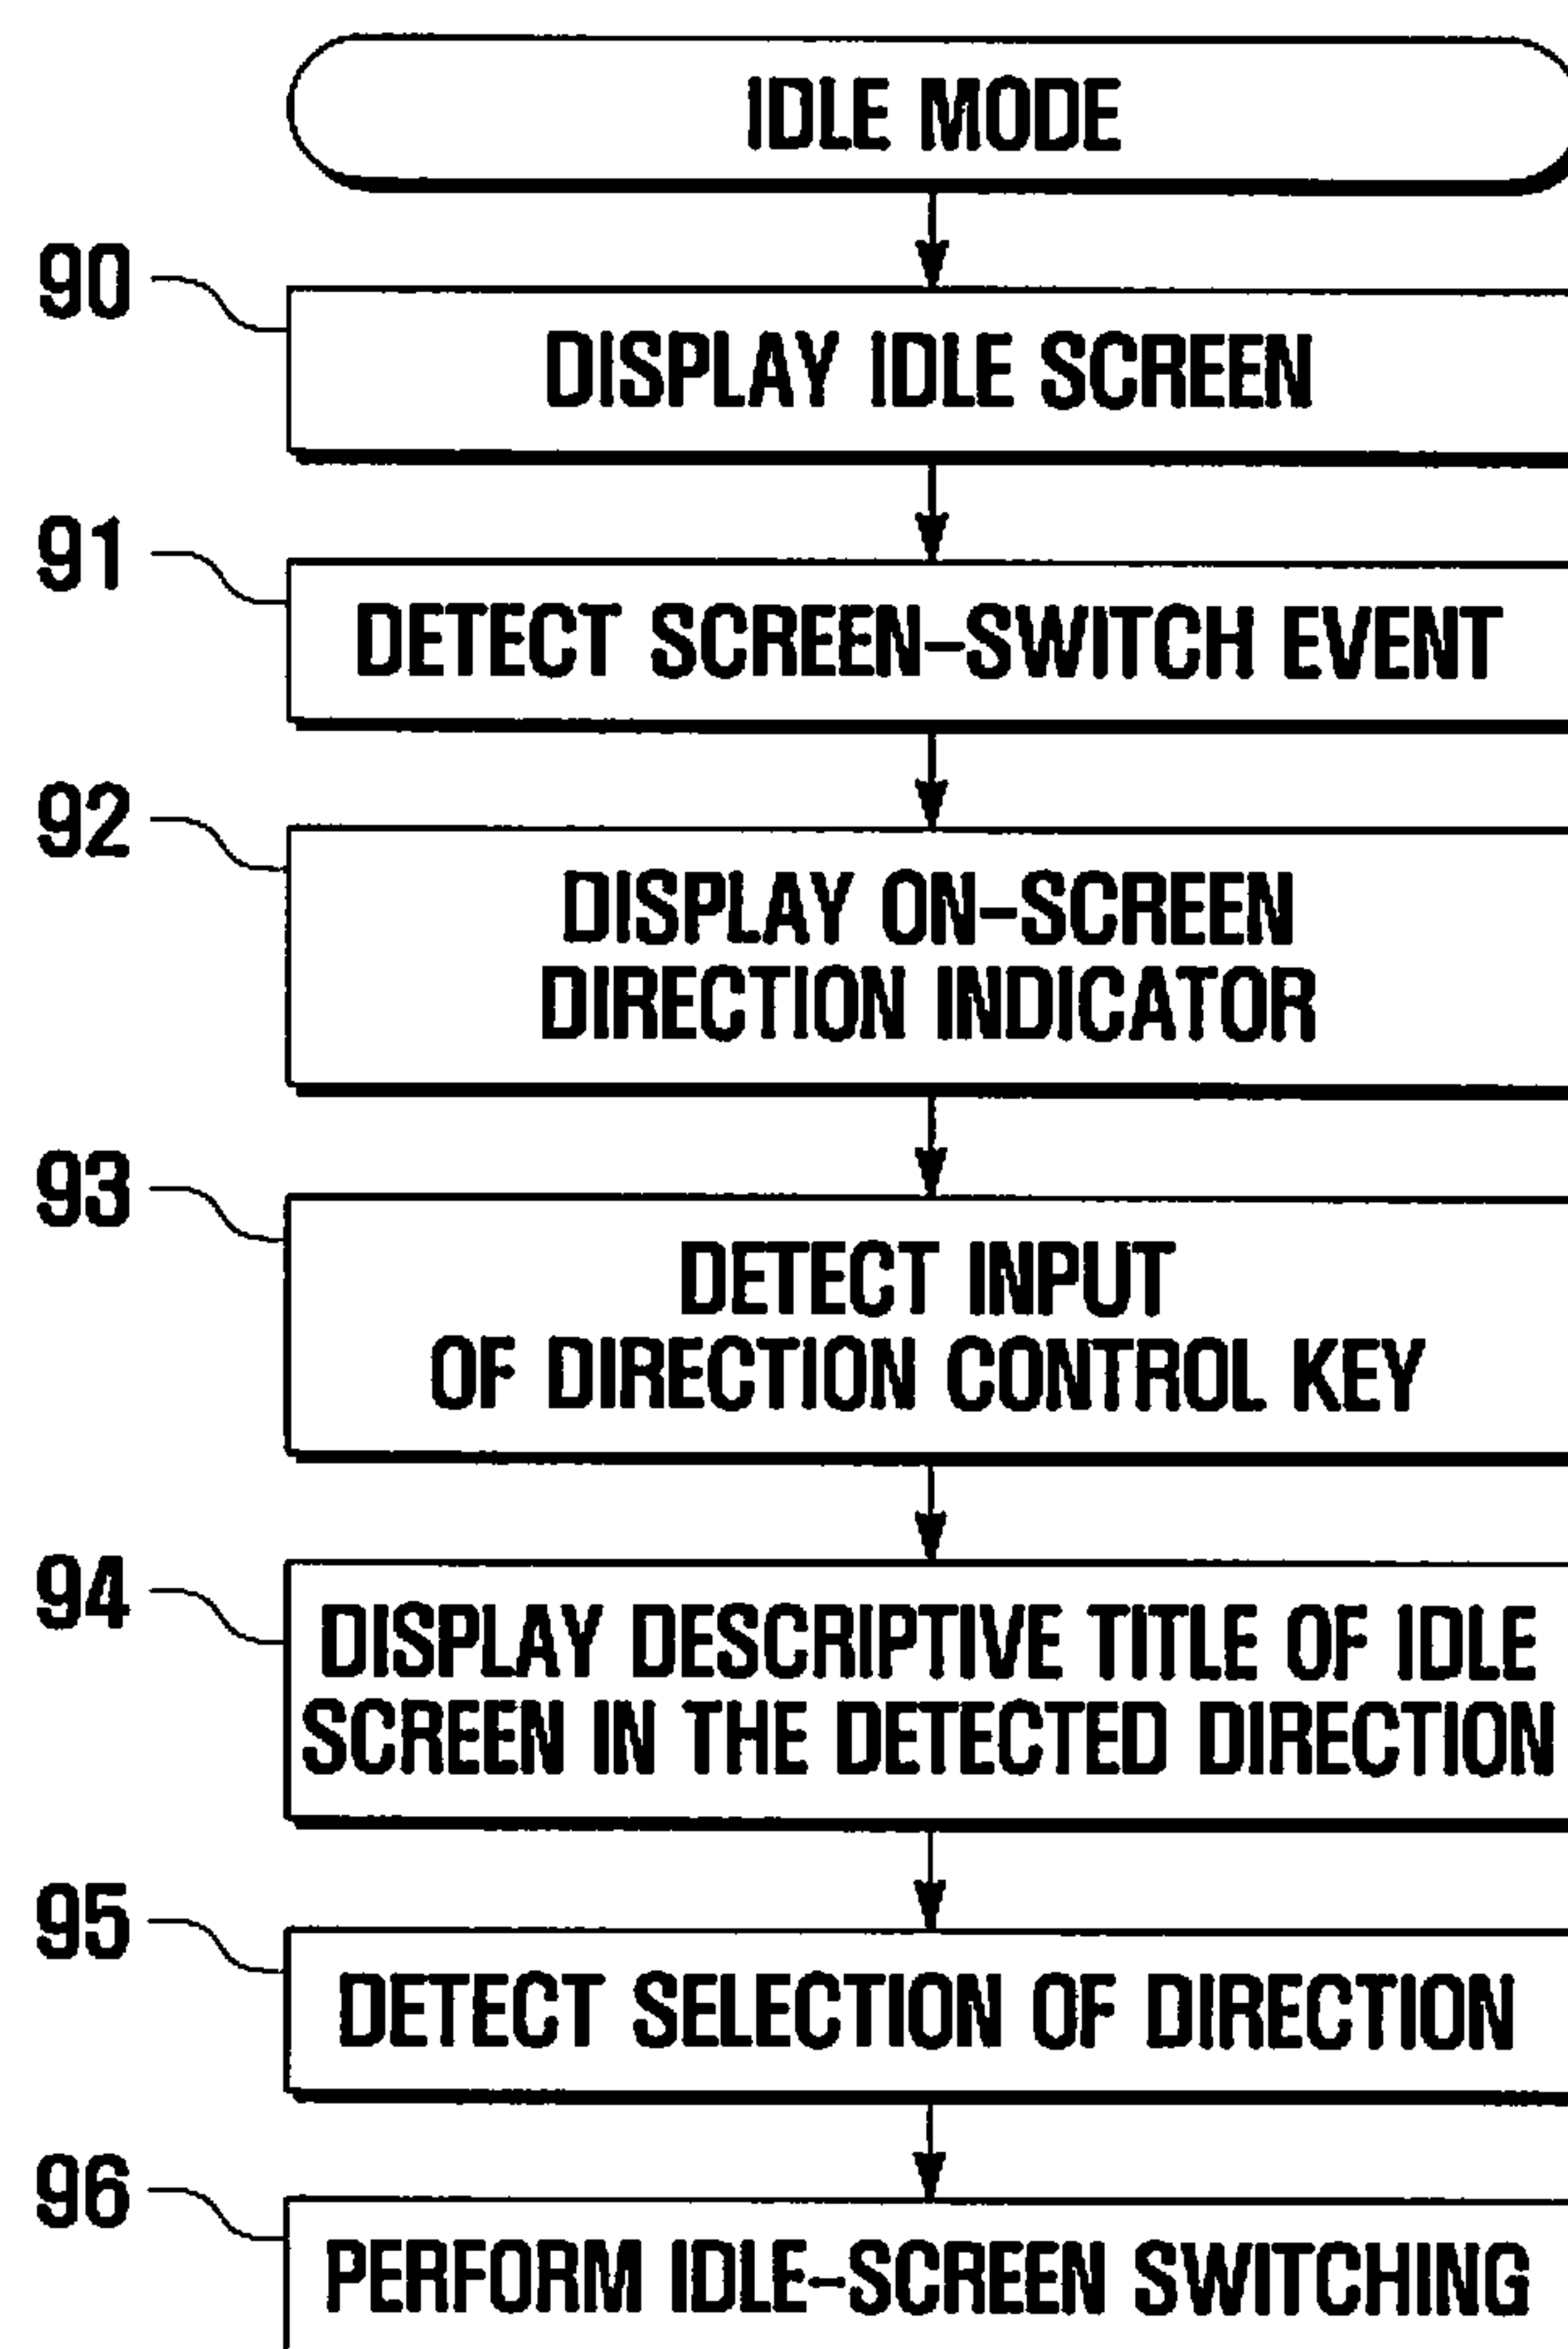 IDLE MODE
90
DISPLAY IDLE SCREEN
91
DETECT SCREEN-SWITCH EVENT
92
DISPLAY ON-SCREEN
DIRECTION INDICATOR
93
DETECT INPUT
OF DIRECTION CONTROL KEY
94
DISPLAY DESCRIPTIVE TITLE OF IDLE
SCREEN IN THE DETECTED DIRECTION
95
DETECT SELECTION OF DIRECTION
96
PERFORM IDLE-SCREEN SWITCHING